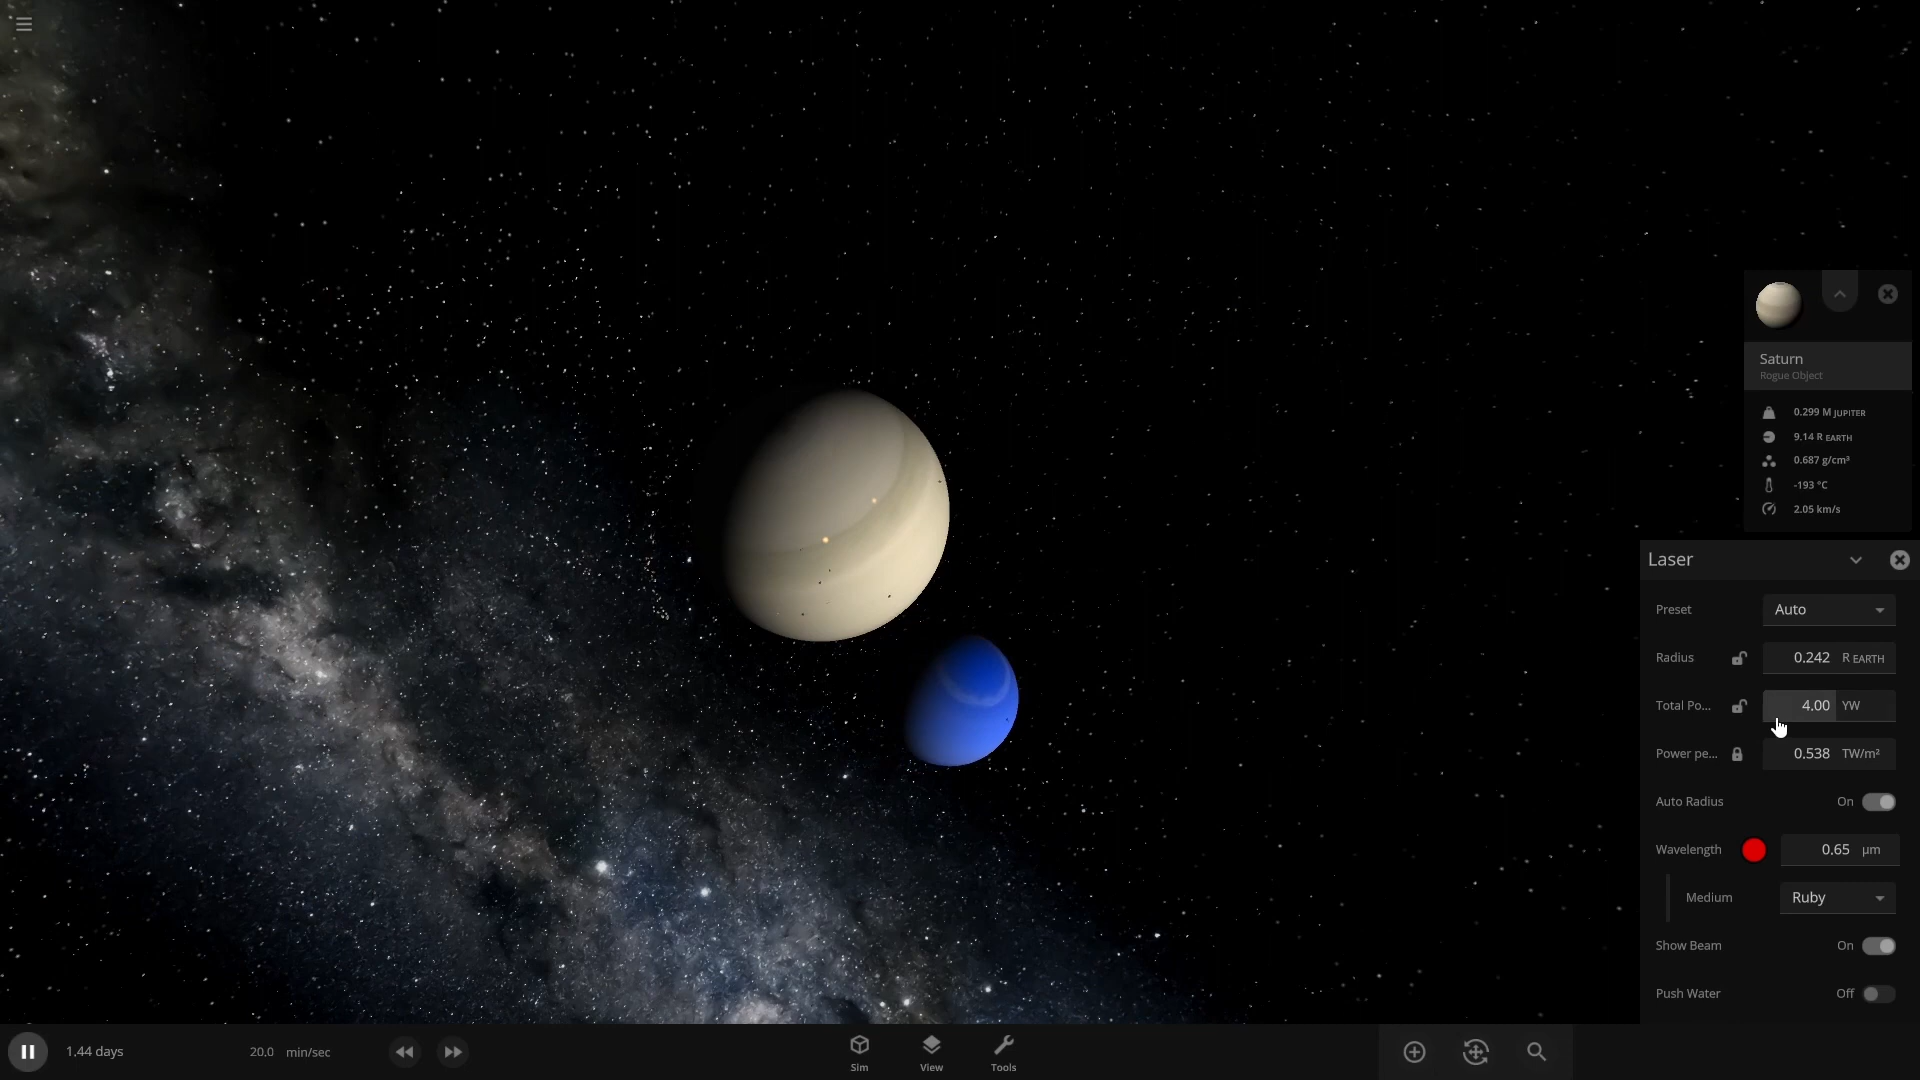 Saturn
Rogue Object
0.299 M JUPITER
9.14 R EARTH
0.687 g/cm³
-193 °C
2.05 km/s
Laser
Preset Auto
Radius 0.242 R EARTH
Total Po... 4.00 YW
Power pe... 0.538 TW/m²
Auto Radius On
Wavelength 0.65 µm
Medium Ruby
Show Beam On
Push Water Off
1.44 days 20.0 min/sec
Sim View Tools